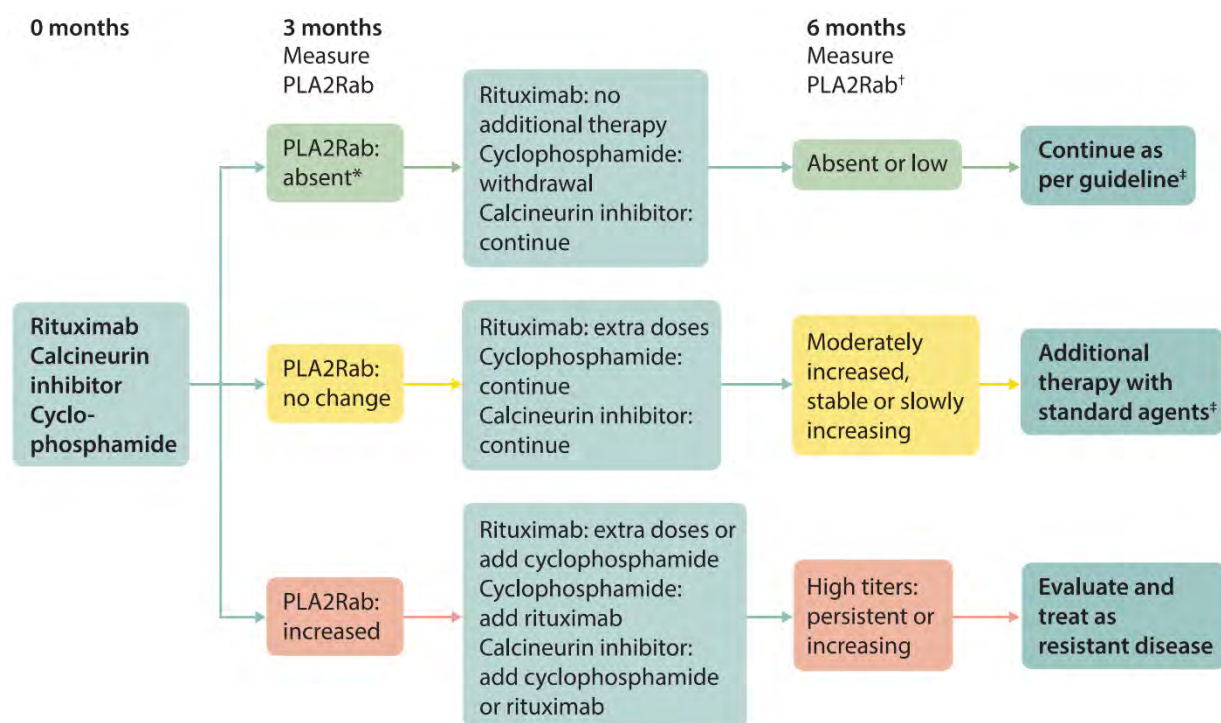 0 months
3 months
Measure
PLA2Rab
6 months
Measure
PLA2Rab†
PLA2Rab:
absent*
Rituximab: no
additional therapy
Cyclophosphamide:
withdrawal
Calcineurin inhibitor:
continue
Absent or low
Continue as
per guideline‡
Rituximab
Calcineurin
inhibitor
Cyclo-
phosphamide
PLA2Rab:
no change
Rituximab: extra doses
Cyclophosphamide:
continue
Calcineurin inhibitor:
continue
Moderately
increased,
stable or slowly
increasing
Additional
therapy with
standard agents‡
PLA2Rab:
increased
Rituximab: extra doses or
add cyclophosphamide
Cyclophosphamide:
add rituximab
Calcineurin inhibitor:
add cyclophosphamide
or rituximab
High titers:
persistent or
increasing
Evaluate and
treat as
resistant disease